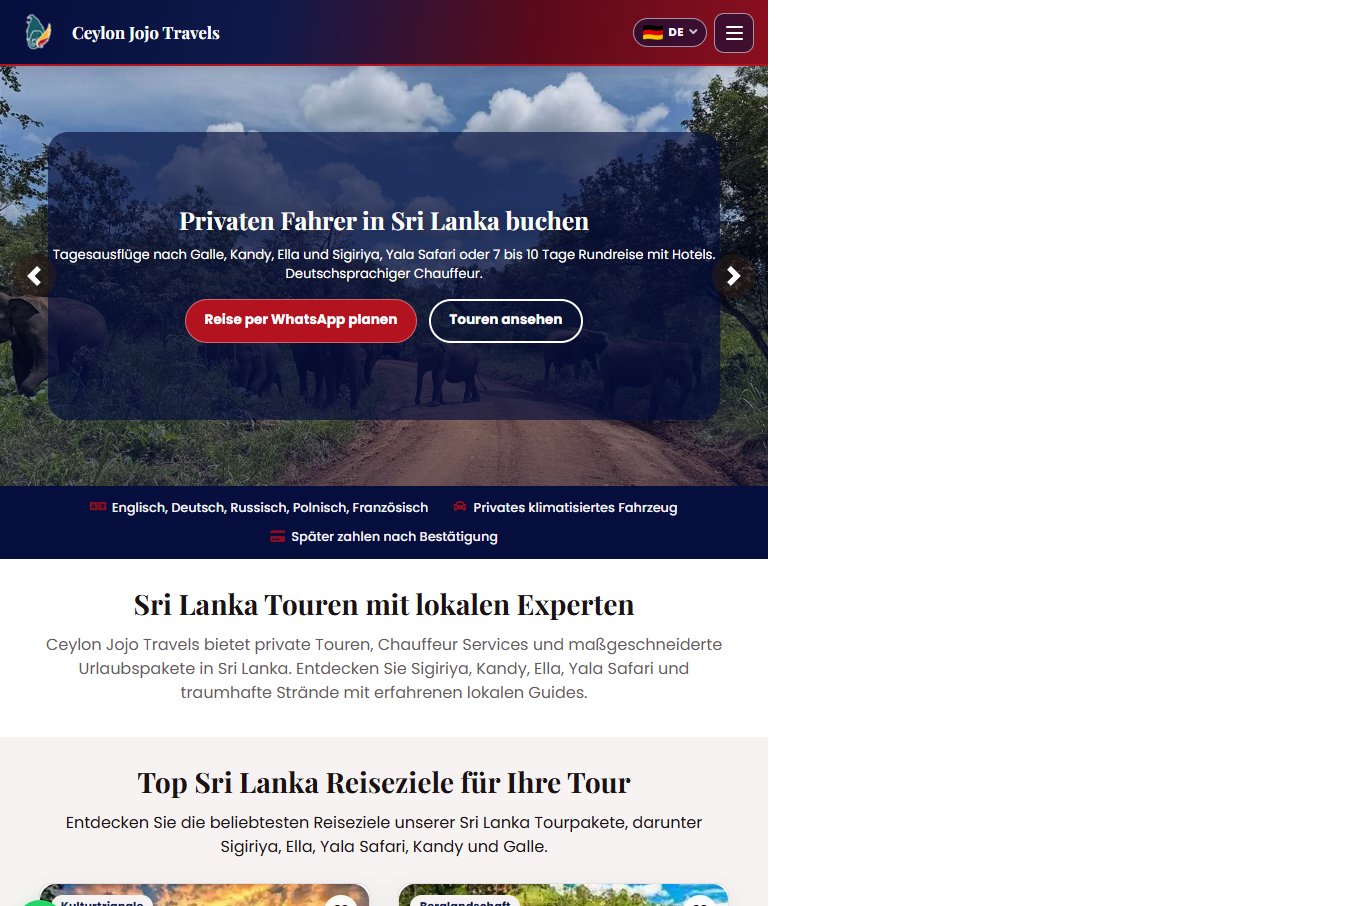 Ceylon Jojo Travels
DE
Privaten Fahrer in Sri Lanka buchen
Tagesausflüge nach Galle, Kandy, Ella und Sigiriya, Yala Safari oder 7 bis 10 Tage Rundreise mit Hotels.
Deutschsprachiger Chauffeur.
Reise per WhatsApp planen
Touren ansehen
Englisch, Deutsch, Russisch, Polnisch, Französisch
Privates klimatisiertes Fahrzeug
Später zahlen nach Bestätigung
Sri Lanka Touren mit lokalen Experten
Ceylon Jojo Travels bietet private Touren, Chauffeur Services und maßgeschneiderte
Urlaubspakete in Sri Lanka. Entdecken Sie Sigiriya, Kandy, Ella, Yala Safari und
traumhafte Strände mit erfahrenen lokalen Guides.
Top Sri Lanka Reiseziele für Ihre Tour
Entdecken Sie die beliebtesten Reiseziele unserer Sri Lanka Tourpakete, darunter
Sigiriya, Ella, Yala Safari, Kandy und Galle.
Kulturtriangle
Berglandschaft